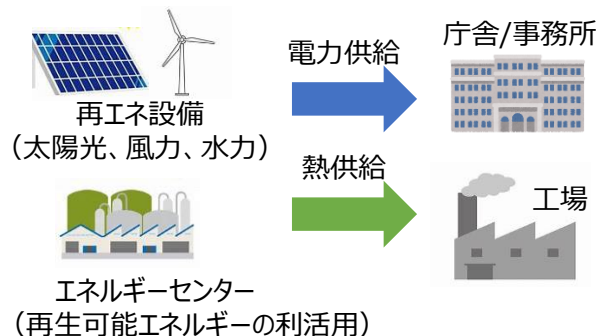 再エネ設備
（太陽光、風力、水力）
エネルギーセンター
（再生可能エネルギーの利活用）
電力供給
熱供給
庁舎/事務所
工場